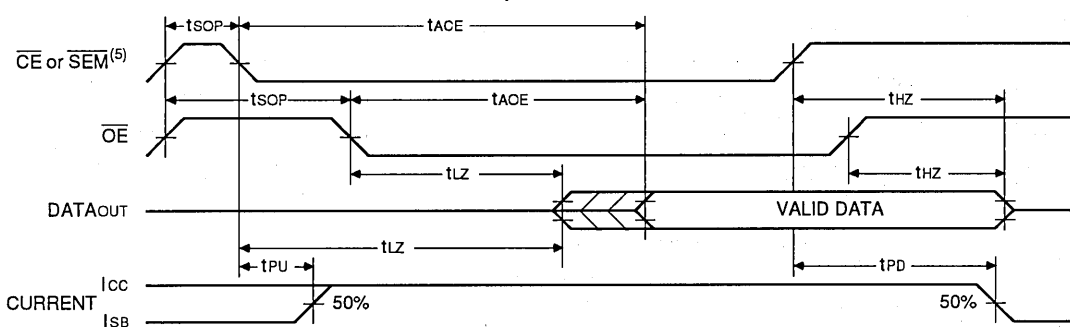 tSOP tACE
CE or SEM(5)
tSOP tAOE tHZ
OE
tLZ tHZ
DATAOUT VALID DATA
tLZ
tPU tPD
ICC
CURRENT 50% 50%
ISB